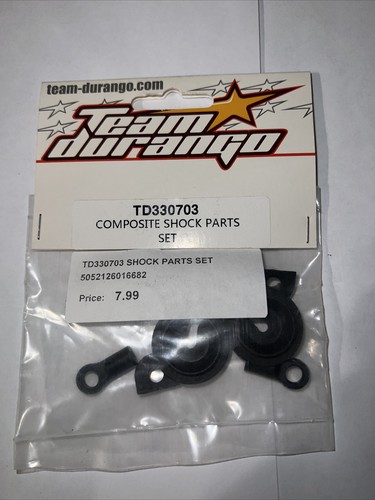 team-durango.com
Team
durango
TD330703
COMPOSITE SHOCK PARTS
SET
TD330703 SHOCK PARTS SET
5052126016682
Price: 7.99